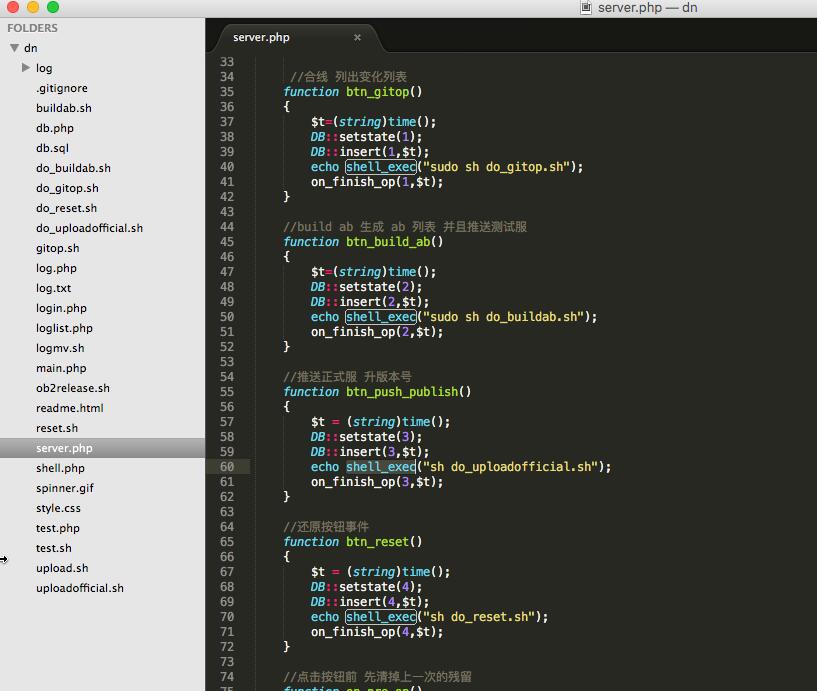 server.php — dn
FOLDERS
dn
log
.gitignore
buildab.sh
db.php
db.sql
do_buildab.sh
do_gitop.sh
do_reset.sh
do_uploadofficial.sh
gitop.sh
log.php
log.txt
login.php
loglist.php
logmv.sh
main.php
ob2release.sh
readme.html
reset.sh
server.php
shell.php
spinner.gif
style.css
test.php
test.sh
upload.sh
uploadofficial.sh
server.php ×
33
34 //合线 列出变化列表
35 function btn_gitop()
36 {
37 $t=(string)time();
38 DB::setstate(1);
39 DB::insert(1,$t);
40 echo shell_exec("sudo sh do_gitop.sh");
41 on_finish_op(1,$t);
42 }
43
44 //build ab 生成 ab 列表 并且推送测试服
45 function btn_build_ab()
46 {
47 $t=(string)time();
48 DB::setstate(2);
49 DB::insert(2,$t);
50 echo shell_exec("sudo sh do_buildab.sh");
51 on_finish_op(2,$t);
52 }
53
54 //推送正式服 升版本号
55 function btn_push_publish()
56 {
57 $t = (string)time();
58 DB::setstate(3);
59 DB::insert(3,$t);
60 echo shell_exec("sh do_uploadofficial.sh");
61 on_finish_op(3,$t);
62 }
63
64 //还原按钮事件
65 function btn_reset()
66 {
67 $t = (string)time();
68 DB::setstate(4);
69 DB::insert(4,$t);
70 echo shell_exec("sh do_reset.sh");
71 on_finish_op(4,$t);
72 }
73
74 //点击按钮前 先清掉上一次的残留